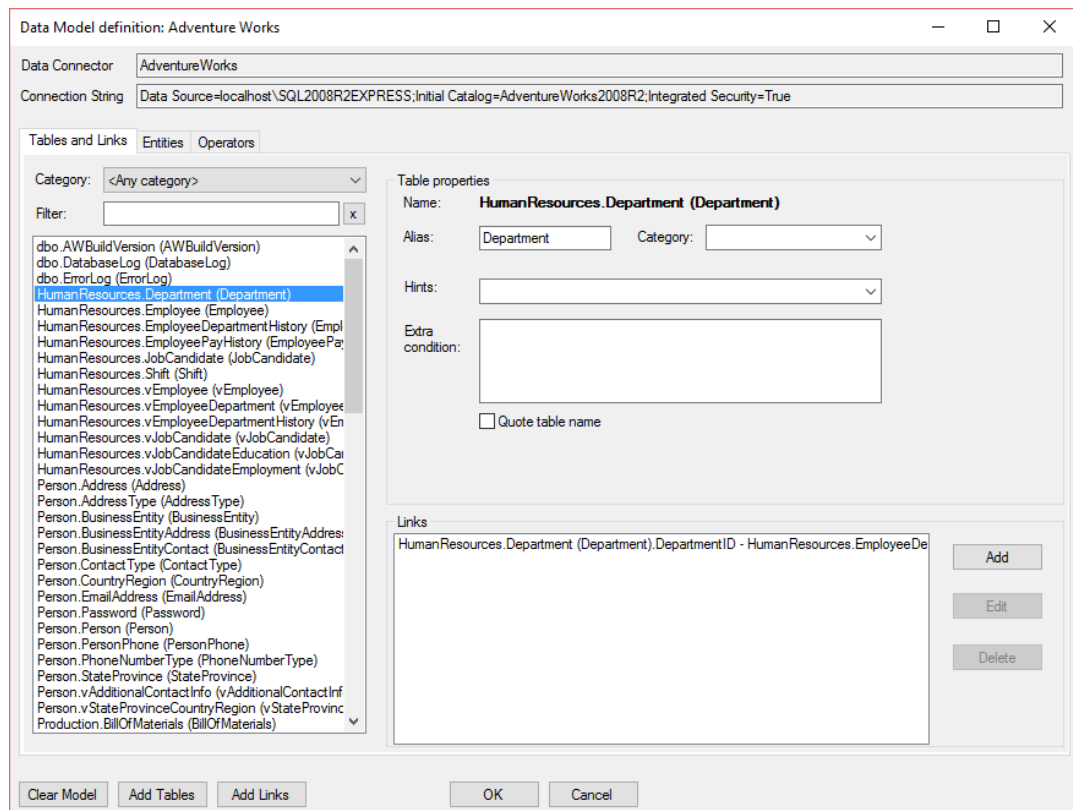 Data Model definition: Adventure Works
Data Connector AdventureWorks
Connection String Data Source=localhost\SQL2008R2EXPRESS;Initial Catalog=AdventureWorks2008R2;Integrated Security=True
Tables and Links Entities Operators
Category: <Any category>
Filter: x
dbo.AWBuildVersion (AWBuildVersion)
dbo.DatabaseLog (DatabaseLog)
dbo.ErrorLog (ErrorLog)
HumanResources.Department (Department)
HumanResources.Employee (Employee)
HumanResources.EmployeeDepartmentHistory (Empl
HumanResources.EmployeePayHistory (EmployeePay
HumanResources.JobCandidate (JobCandidate)
HumanResources.Shift (Shift)
HumanResources.vEmployee (vEmployee)
HumanResources.vEmployeeDepartment (vEmployee
HumanResources.vEmployeeDepartmentHistory (vEm
HumanResources.vJobCandidate (vJobCandidate)
HumanResources.vJobCandidateEducation (vJobCar
HumanResources.vJobCandidateEmployment (vJobC
Person.Address (Address)
Person.AddressType (AddressType)
Person.BusinessEntity (BusinessEntity)
Person.BusinessEntityAddress (BusinessEntityAddres
Person.BusinessEntityContact (BusinessEntityContact
Person.ContactType (ContactType)
Person.CountryRegion (CountryRegion)
Person.EmailAddress (EmailAddress)
Person.Password (Password)
Person.Person (Person)
Person.PersonPhone (PersonPhone)
Person.PhoneNumberType (PhoneNumberType)
Person.StateProvince (StateProvince)
Person.vAdditionalContactInfo (vAdditionalContactInf
Person.vStateProvinceCountryRegion (vStateProvinc
Production.BillOfMaterials (BillOfMaterials)
Table properties
Name: HumanResources.Department (Department)
Alias: Department Category:
Hints:
Extra
condition:
Quote table name
Links
HumanResources.Department (Department).DepartmentID - HumanResources.EmployeeDe
Add
Edit
Delete
Clear Model Add Tables Add Links OK Cancel